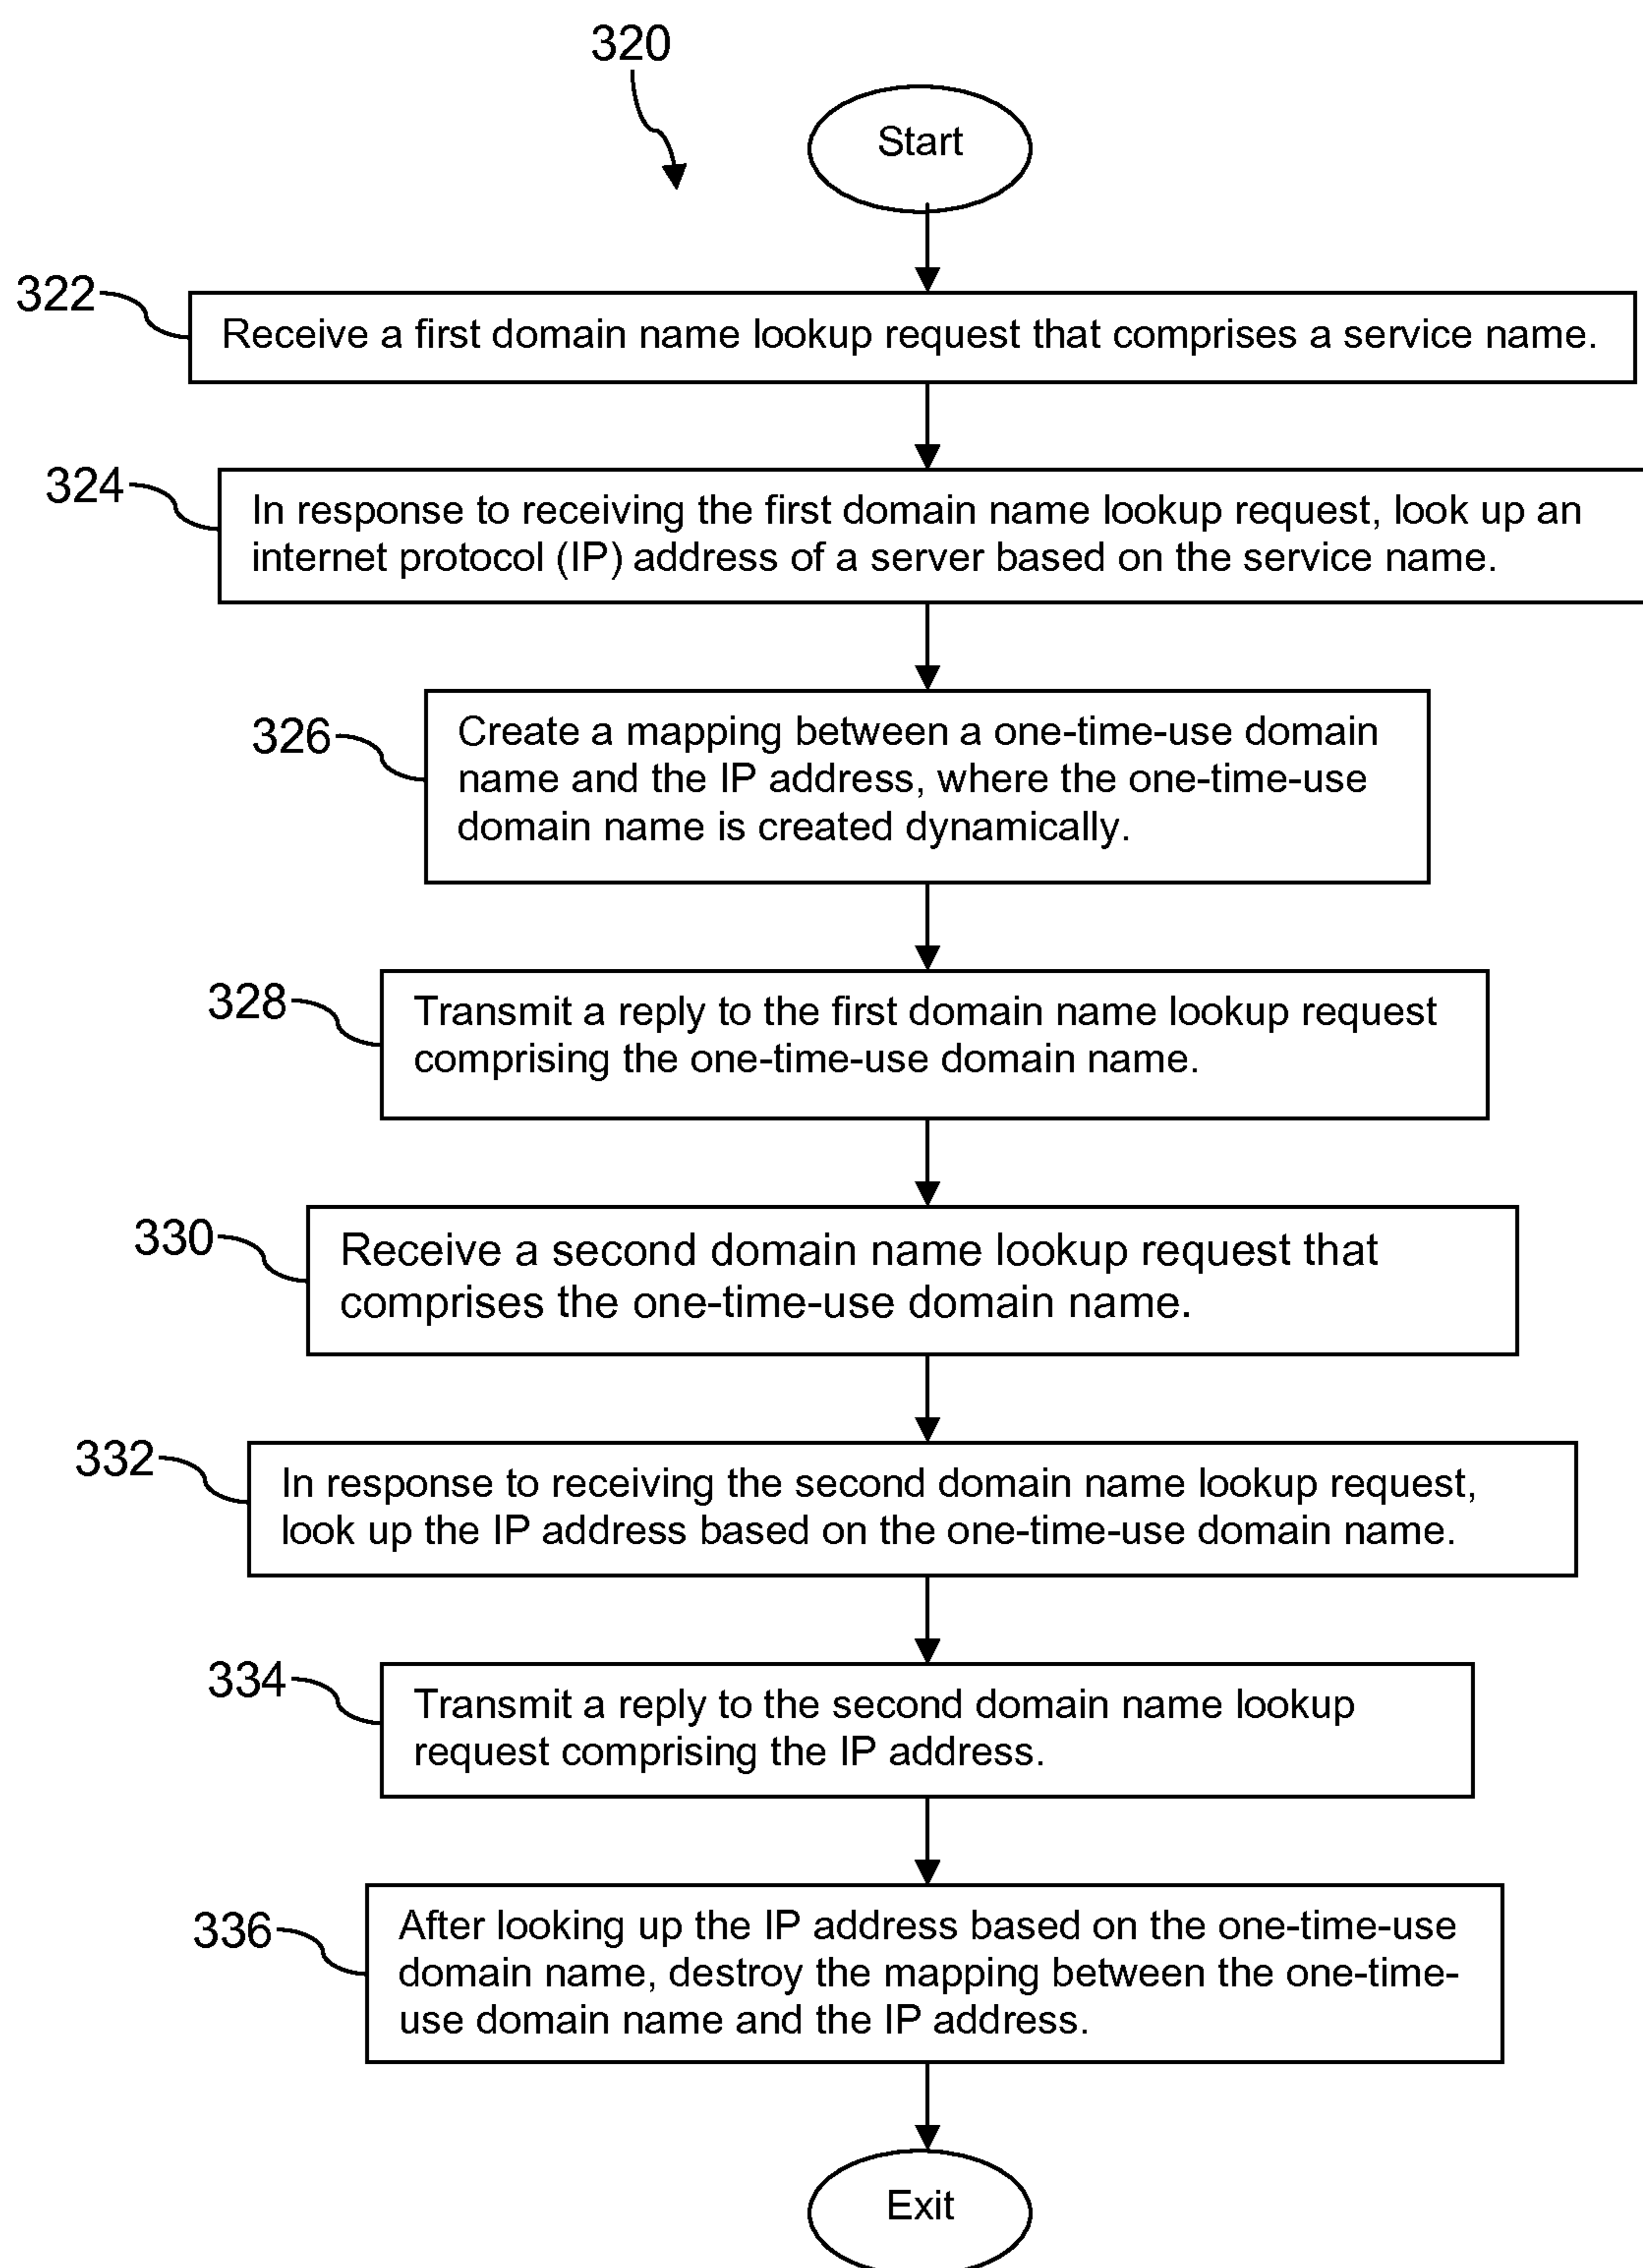 320
Start
322
Receive a first domain name lookup request that comprises a service name.
324
In response to receiving the first domain name lookup request, look up an
internet protocol (IP) address of a server based on the service name.
326
Create a mapping between a one-time-use domain
name and the IP address, where the one-time-use
domain name is created dynamically.
328
Transmit a reply to the first domain name lookup request
comprising the one-time-use domain name.
330
Receive a second domain name lookup request that
comprises the one-time-use domain name.
332
In response to receiving the second domain name lookup request,
look up the IP address based on the one-time-use domain name.
334
Transmit a reply to the second domain name lookup
request comprising the IP address.
336
After looking up the IP address based on the one-time-use
domain name, destroy the mapping between the one-time-
use domain name and the IP address.
Exit